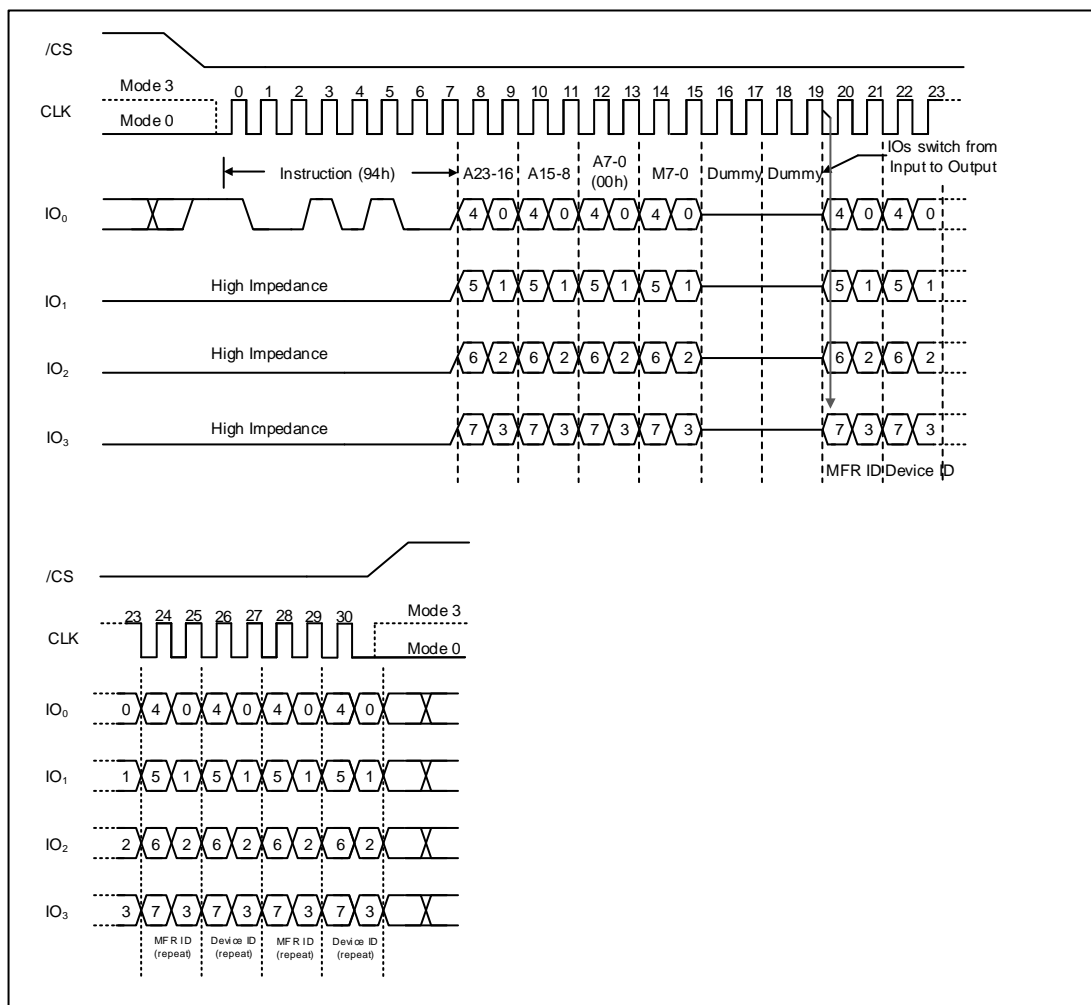 /CS
Mode 3
CLK
Mode 0
0 1 2 3 4 5 6 7 8 9 10 11 12 13 14 15 16 17 18 19 20 21 22 23
Instruction (94h)
A23-16
A15-8
A7-0
(00h)
M7-0
Dummy
Dummy
IOs switch from
Input to Output
IO0
4 0 4 0 4 0 4 0 4 0 4 0
IO1
High Impedance
5 1 5 1 5 1 5 1 5 1 5 1
IO2
High Impedance
6 2 6 2 6 2 6 2 6 2 6 2
IO3
High Impedance
7 3 7 3 7 3 7 3 7 3 7 3
MFR ID
Device ID
/CS
23 24 25 26 27 28 29 30
Mode 3
CLK
Mode 0
IO0
0 4 0 4 0 4 0 4 0
IO1
1 5 1 5 1 5 1 5 1
IO2
2 6 2 6 2 6 2 6 2
IO3
3 7 3 7 3 7 3 7 3
MFR ID
(repeat)
Device ID
(repeat)
MFR ID
(repeat)
Device ID
(repeat)